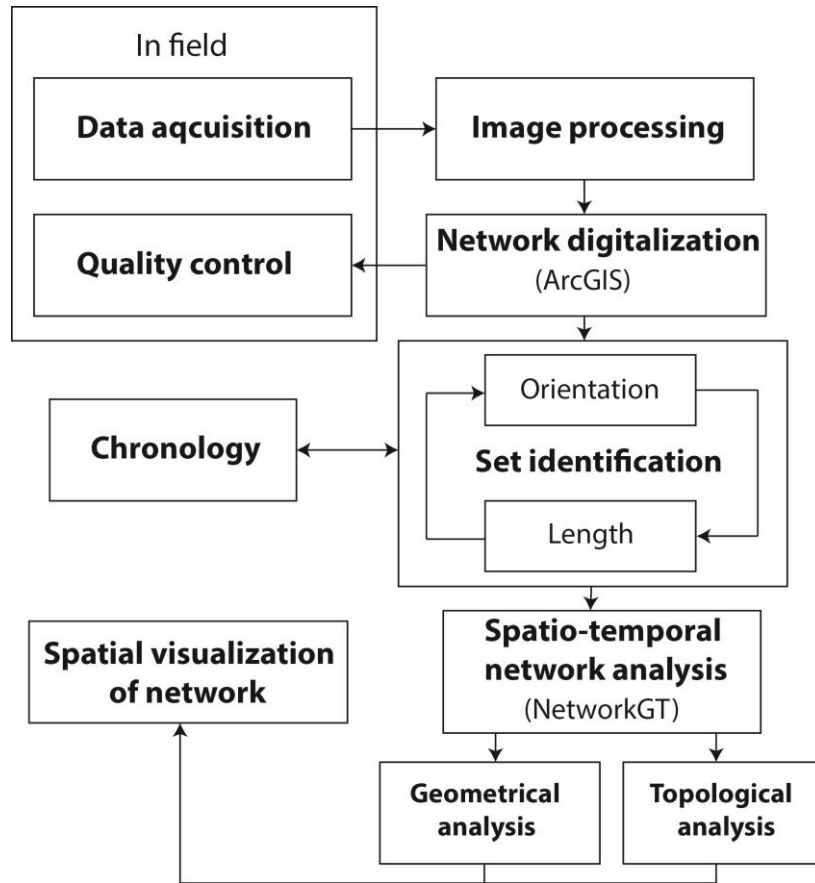 In field
Data aqcuisition
Image processing
Quality control
Network digitalization
(ArcGIS)
Orientation
Chronology
Set identification
Length
Spatial visualization
of network
Spatio-temporal
network analysis
(NetworkGT)
Geometrical
analysis
Topological
analysis